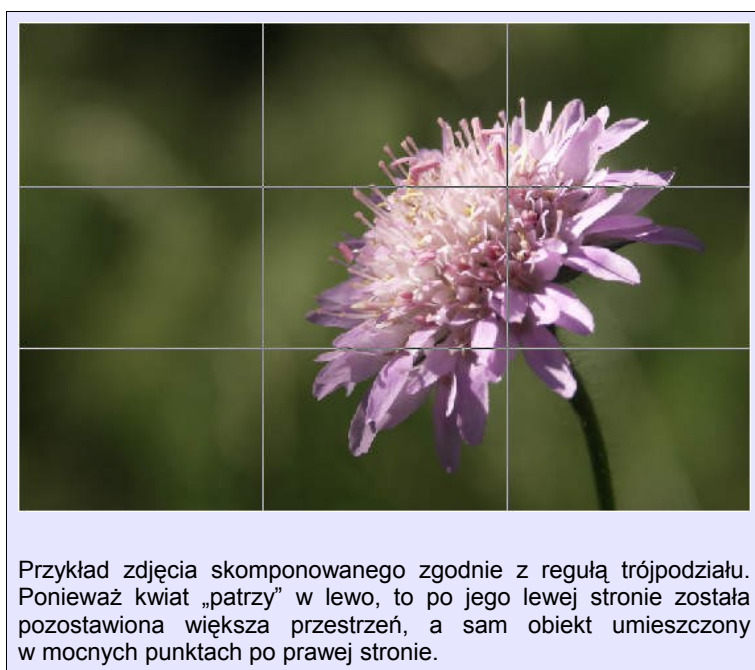 Przykład zdjęcia skomponowanego zgodnie z regułą trójpodziału.
Ponieważ kwiat „patrzy” w lewo, to po jego lewej stronie została
pozostawiona większa przestrzeń, a sam obiekt umieszczony
w mocnych punktach po prawej stronie.